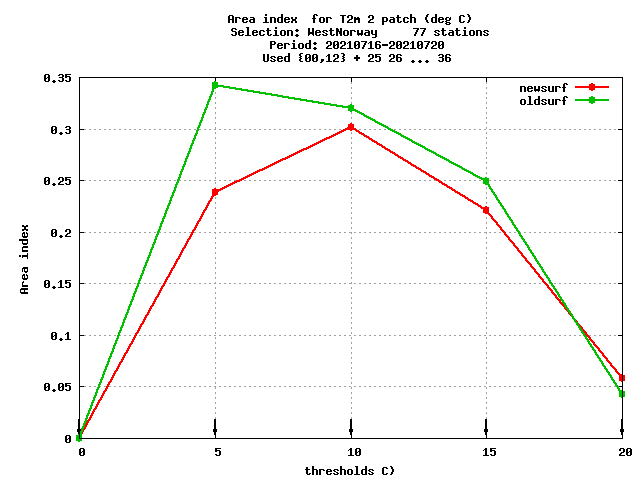 Area index  for T2m 2 patch (deg C)
Selection: WestNorway     77 stations
Period: 20210716-20210720
Used {00,12} + 25 26 ... 36
newsurf
oldsurf
0.35
0.3
0.25
0.2
0.15
0.1
0.05
0
Area index
0 5 10 15 20
thresholds C)